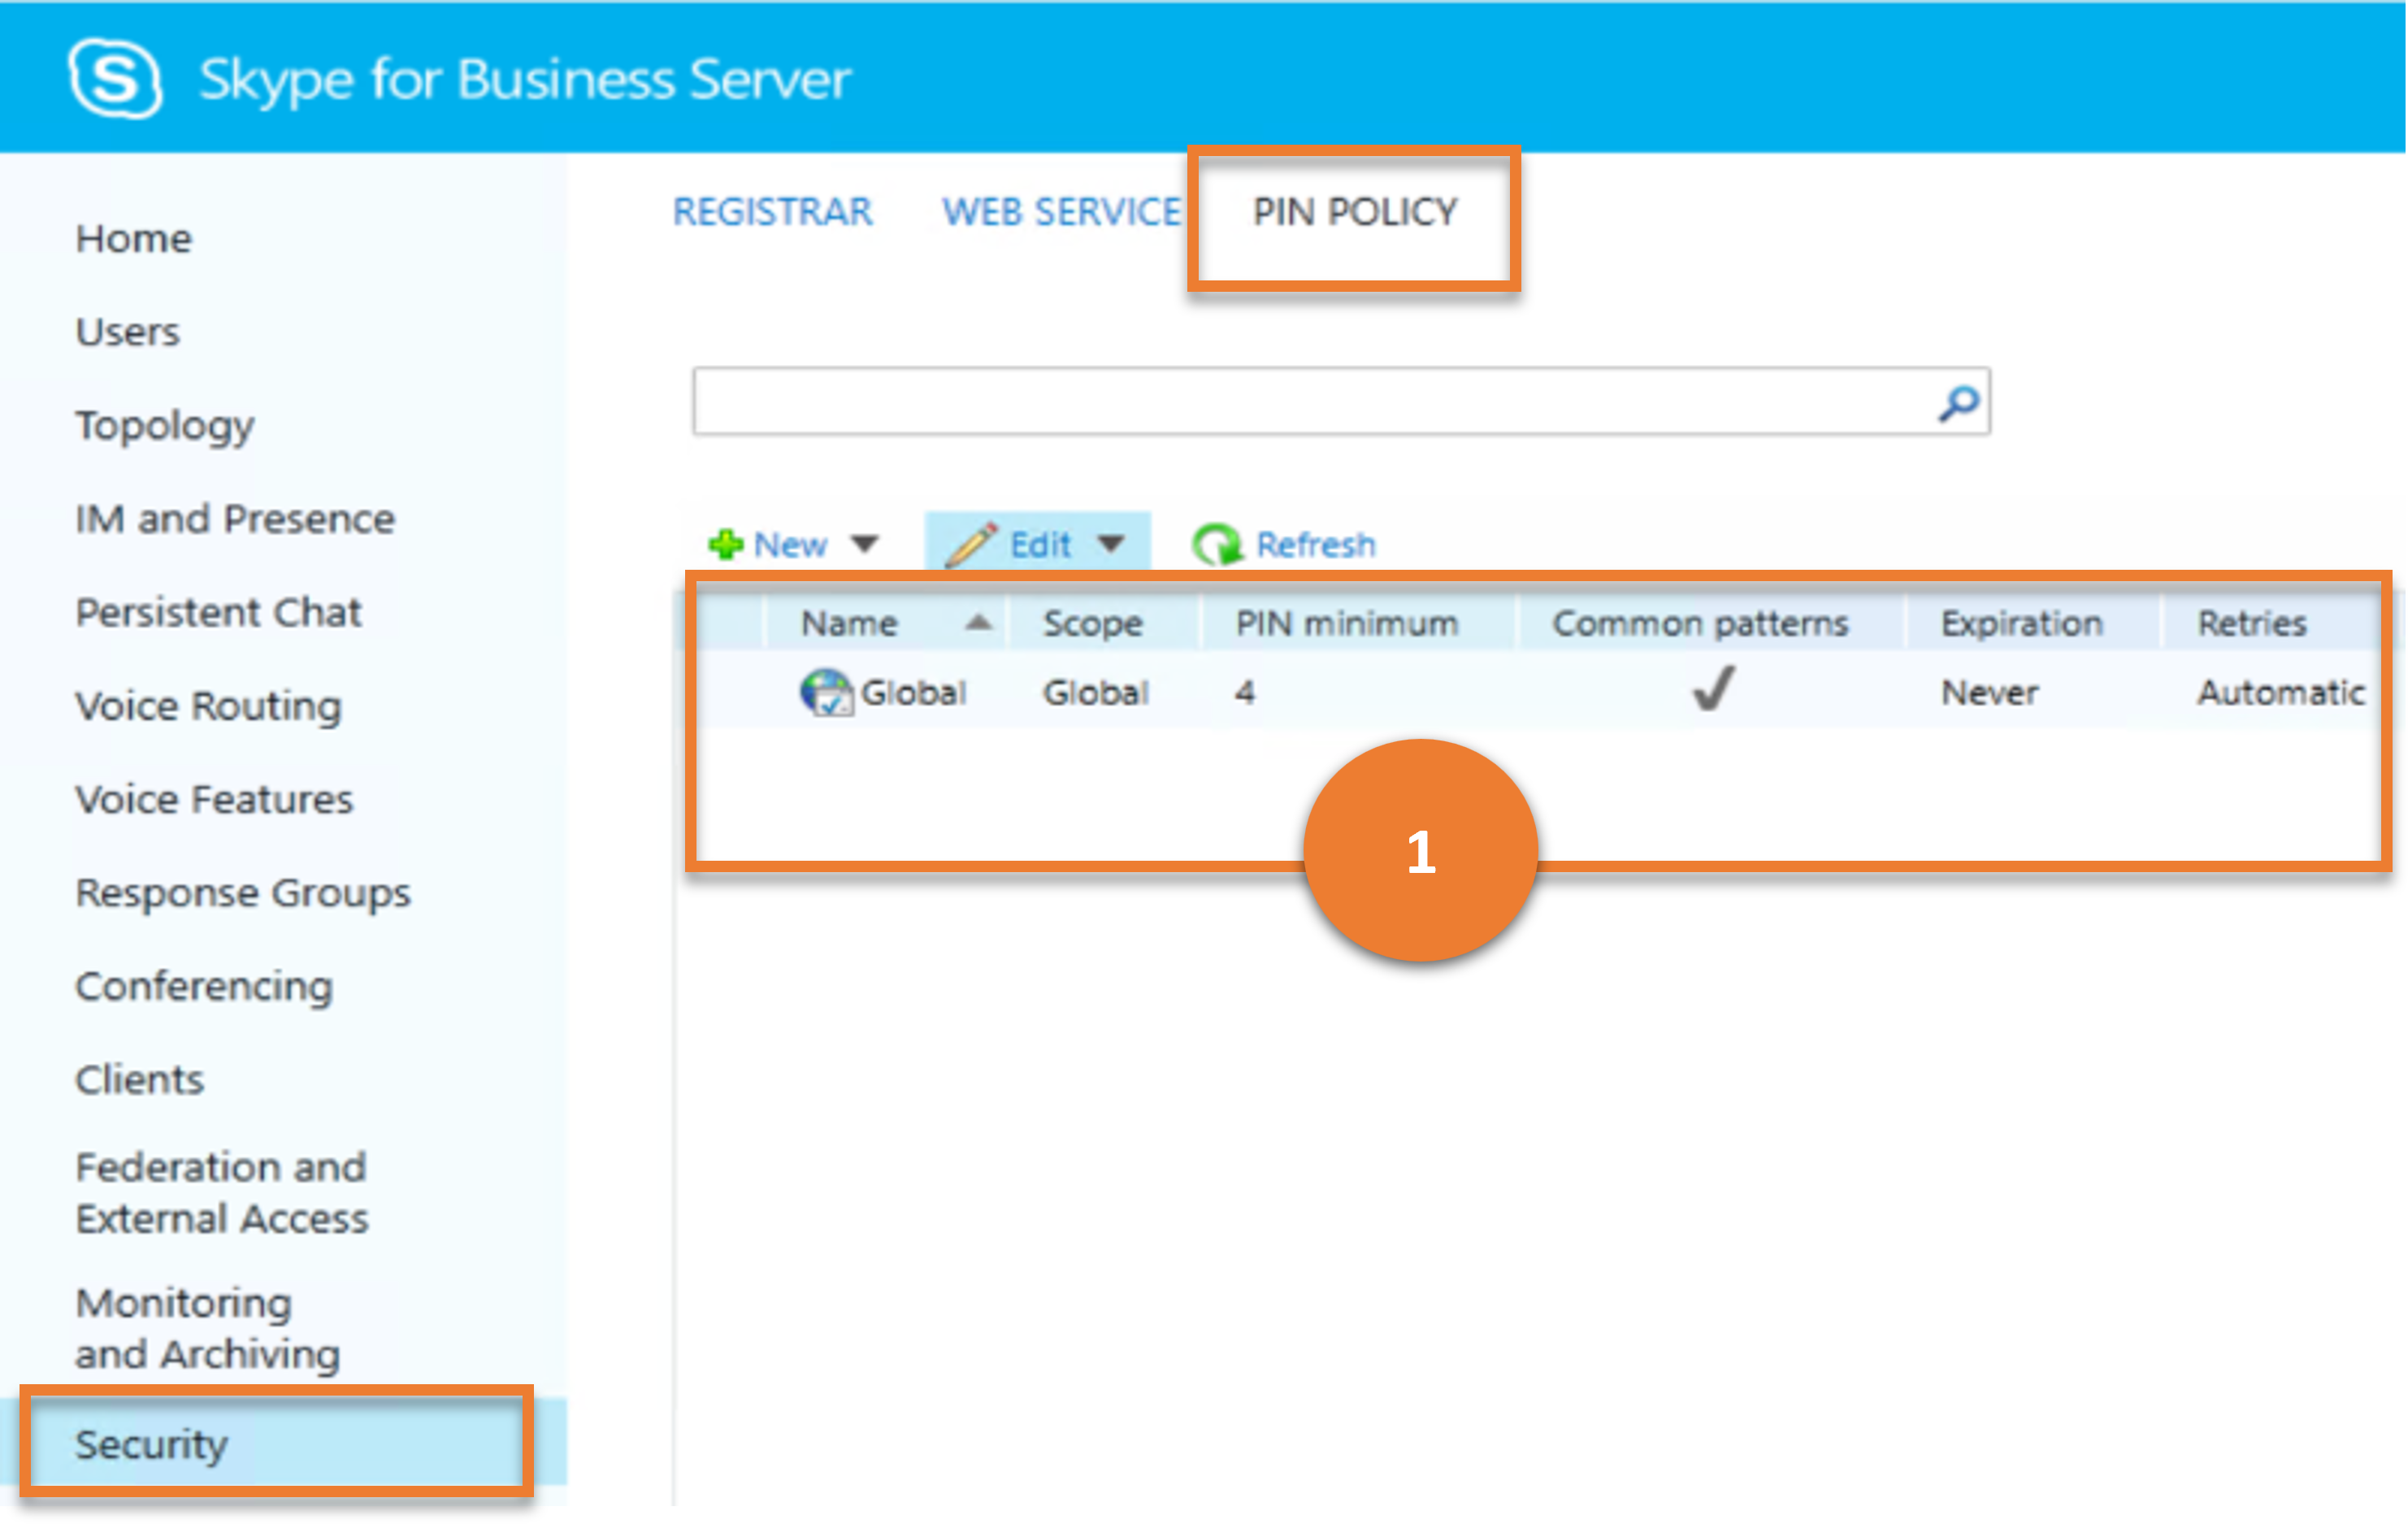 Skype for Business Server
Home
Users
Topology
IM and Presence
Persistent Chat
Voice Routing
Voice Features
Response Groups
Conferencing
Clients
Federation and
External Access
Monitoring
and Archiving
Security
REGISTRAR WEB SERVICE PIN POLICY
New Edit Refresh
Name Scope PIN minimum Common patterns Expiration Retries
Global Global 4 Never Automatic
1